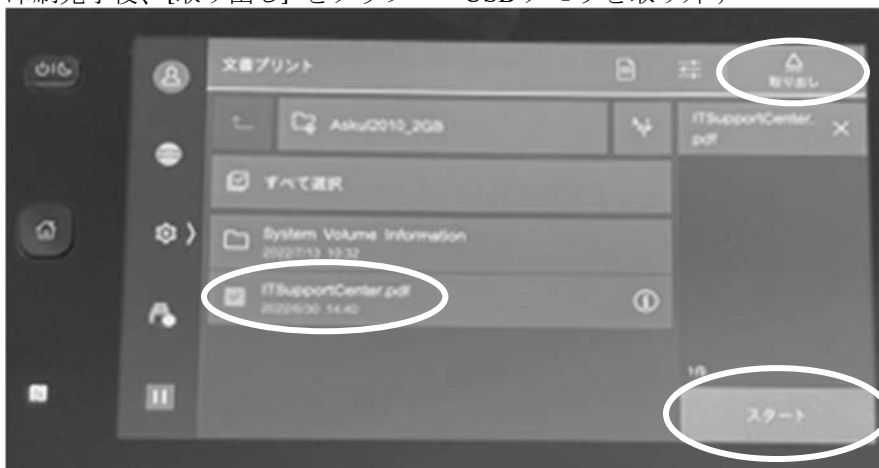 印刷完了後、[取り出し] をタップし、USBメモリを取り外す
文書プリント
取り出し
Askul2010_2GB
ITSupportCenter.
pdf
すべて選択
System Volume Information
2022/7/13 10:32
ITSupportCenter.pdf
2022/6/30 14:40
スタート